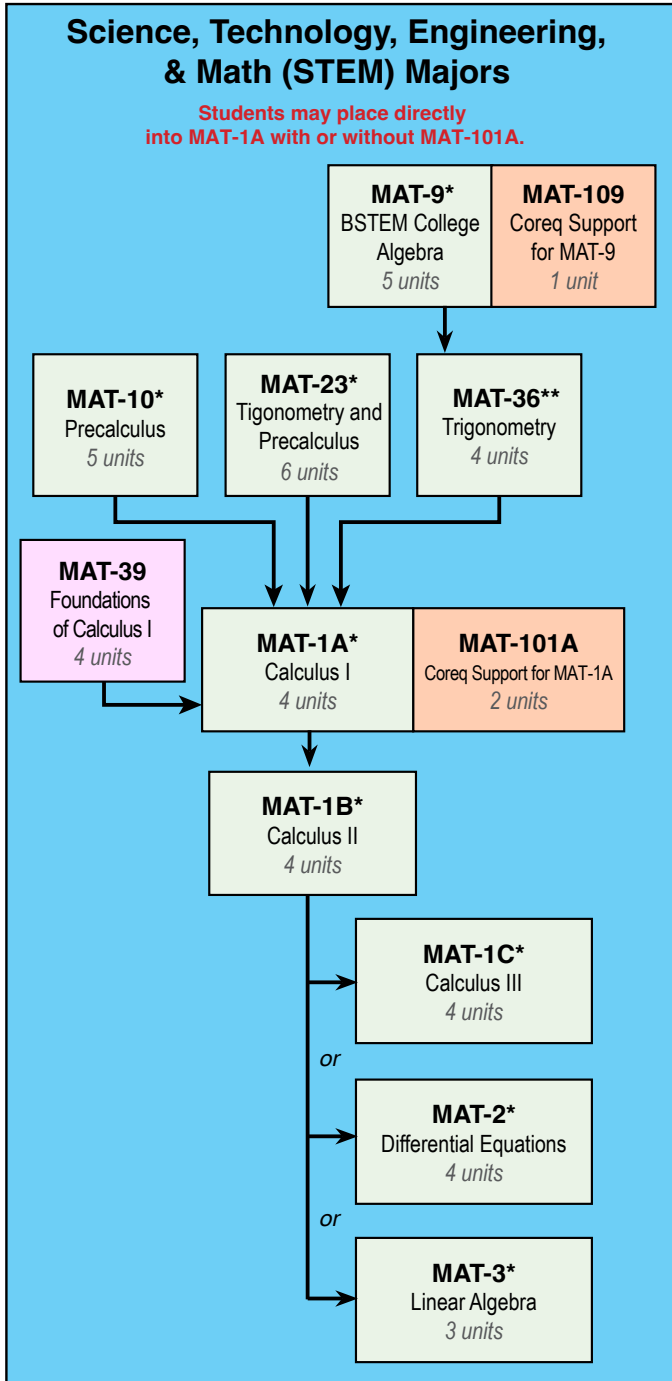 Science, Technology, Engineering,
& Math (STEM) Majors
Students may place directly
into MAT-1A with or without MAT-101A.
MAT-9*
BSTEM College
Algebra
5 units
MAT-109
Coreq Support
for MAT-9
1 unit
MAT-10*
Precalculus
5 units
MAT-23*
Tigonometry and
Precalculus
6 units
MAT-36**
Trigonometry
4 units
MAT-39
Foundations
of Calculus I
4 units
MAT-1A*
Calculus I
4 units
MAT-101A
Coreq Support for MAT-1A
2 units
MAT-1B*
Calculus II
4 units
MAT-1C*
Calculus III
4 units
or
MAT-2*
Differential Equations
4 units
or
MAT-3*
Linear Algebra
3 units